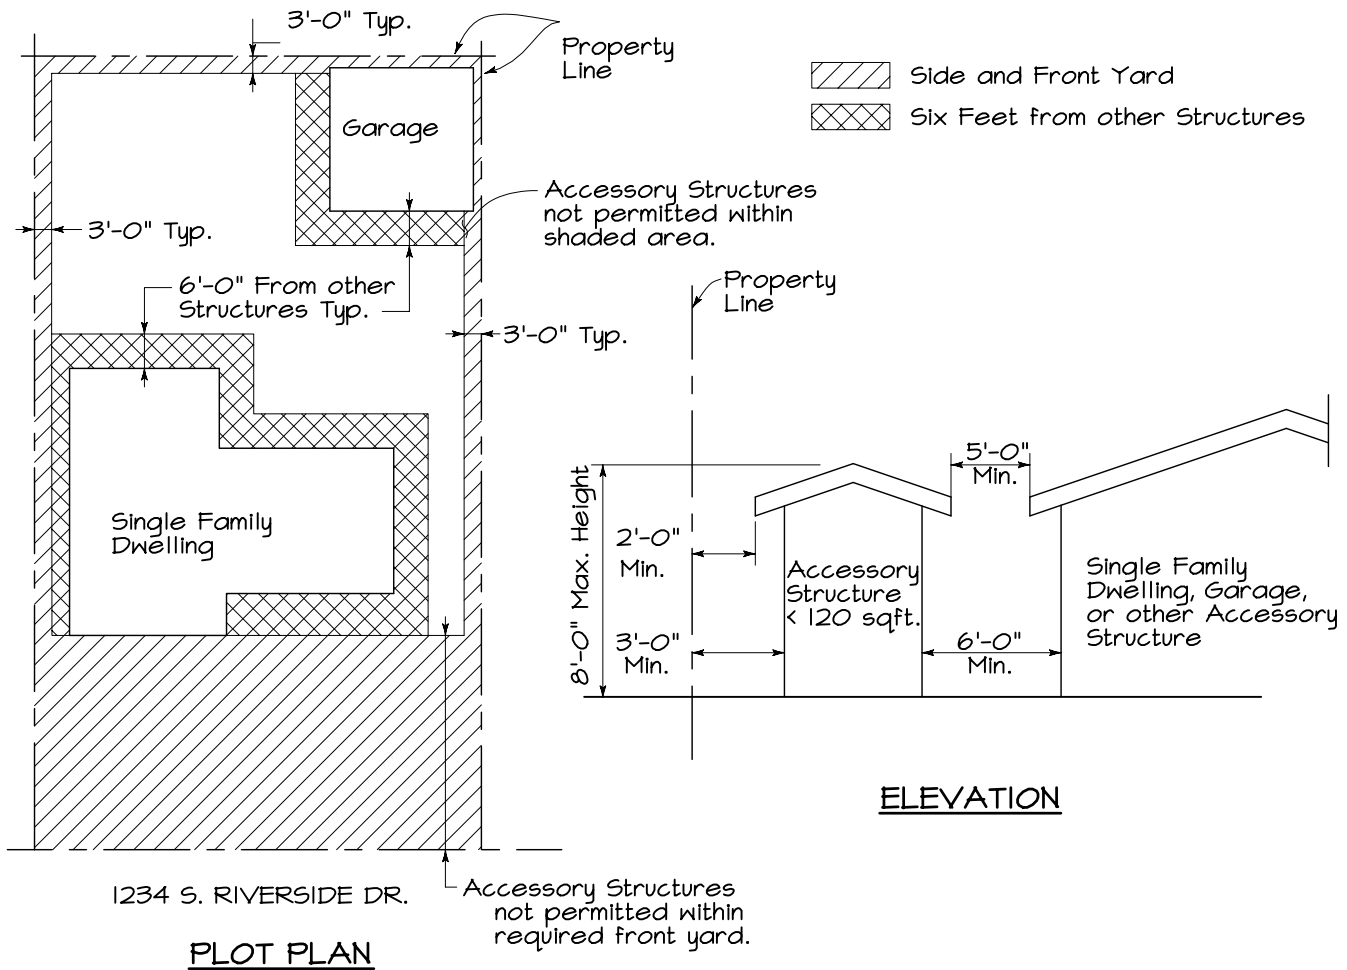 3'-0" Typ.
Property
Line
Side and Front Yard
Six Feet from other Structures
Garage
Accessory Structures
not permitted within
shaded area.
3'-0" Typ.
6'-0" From other
Structures Typ.
3'-0" Typ.
Single Family
Dwelling
Accessory Structures
not permitted within
required front yard.
1234 S. RIVERSIDE DR.
PLOT PLAN
Property
Line
5'-0"
Min.
8'-0" Max. Height
2'-0"
Min.
3'-0"
Min.
Accessory
Structure
< 120 sqft.
6'-0"
Min.
Single Family
Dwelling, Garage,
or other Accessory
Structure
ELEVATION